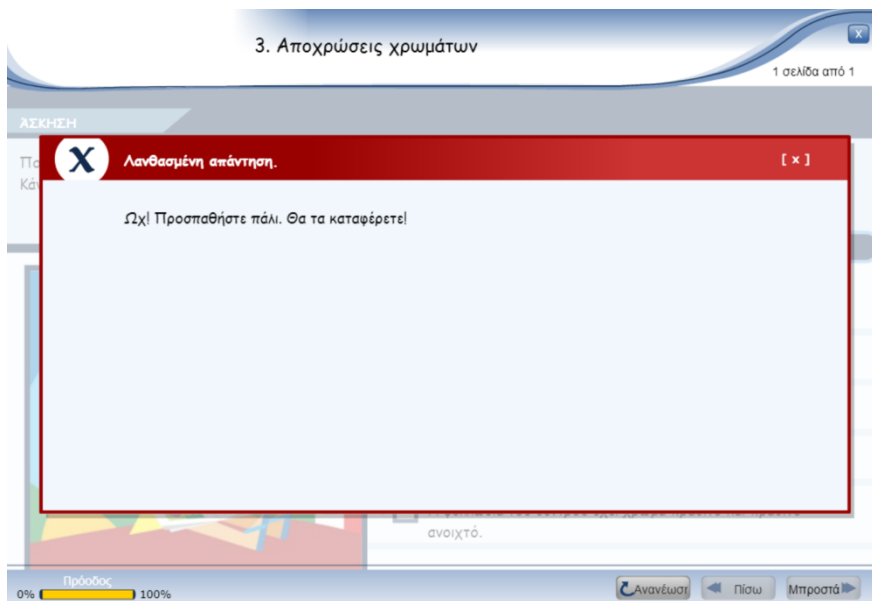 3. Αποχρώσεις χρωμάτων
x
1 σελίδα από 1
ΆΣΚΗΣΗ
X Λανθασμένη απάντηση. [ x ]
Ωχ! Προσπαθήστε πάλι. Θα τα καταφέρετε!
ανοιχτό.
Πρόοδος
0% 100%
Ανανέωση Πίσω Μπροστά